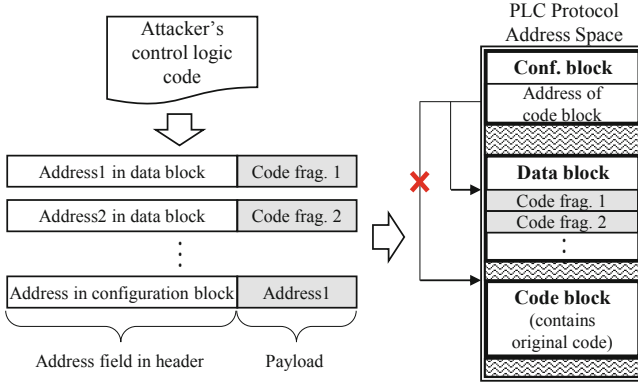 Attacker's
control logic
code
Address1 in data block
Code frag. 1
Address2 in data block
Code frag. 2
⋮
Address in configuration block
Address1
Address field in header
Payload
PLC Protocol
Address Space
Conf. block
Address of
code block
Data block
Code frag. 1
Code frag. 2
⋮
Code block
(contains
original code)